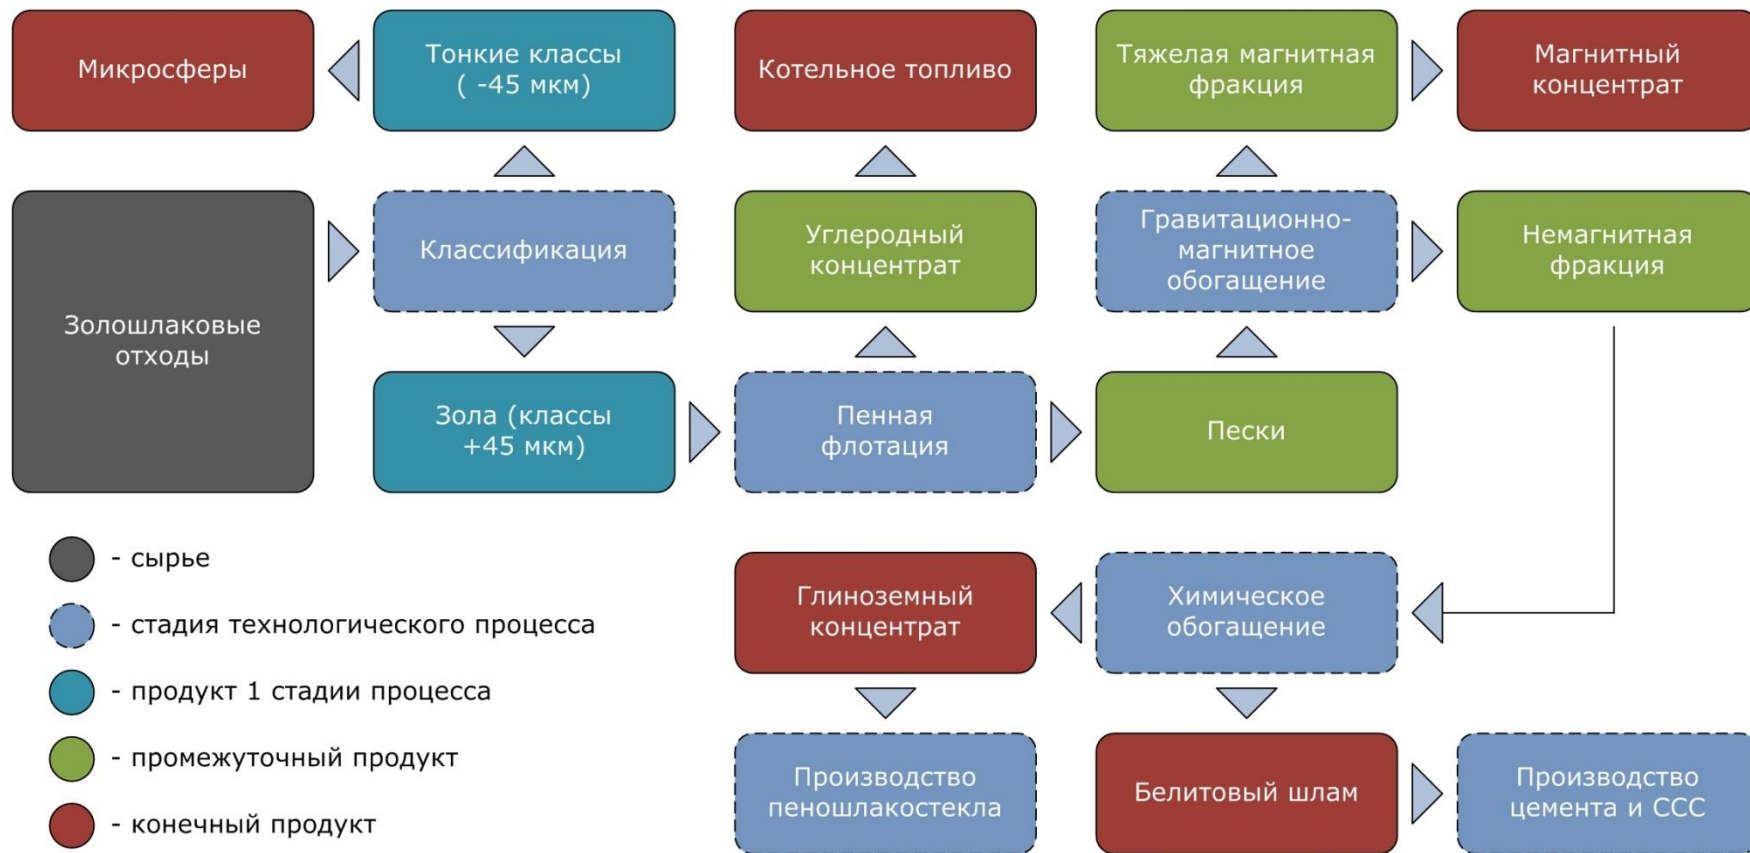 Микросферы
Тонкие классы
( -45 мкм)
Котельное топливо
Тяжелая магнитная
фракция
Магнитный
концентрат
Золошлаковые
отходы
Классификация
Углеродный
концентрат
Гравитационно-
магнитное
обогащение
Немагнитная
фракция
Зола (классы
+45 мкм)
Пенная
флотация
Пески
Глиноземный
концентрат
Химическое
обогащение
Производство
пеношлакостекла
Белитовый шлам
Производство
цемента и ССС
- сырье
- стадия технологического процесса
- продукт 1 стадии процесса
- промежуточный продукт
- конечный продукт